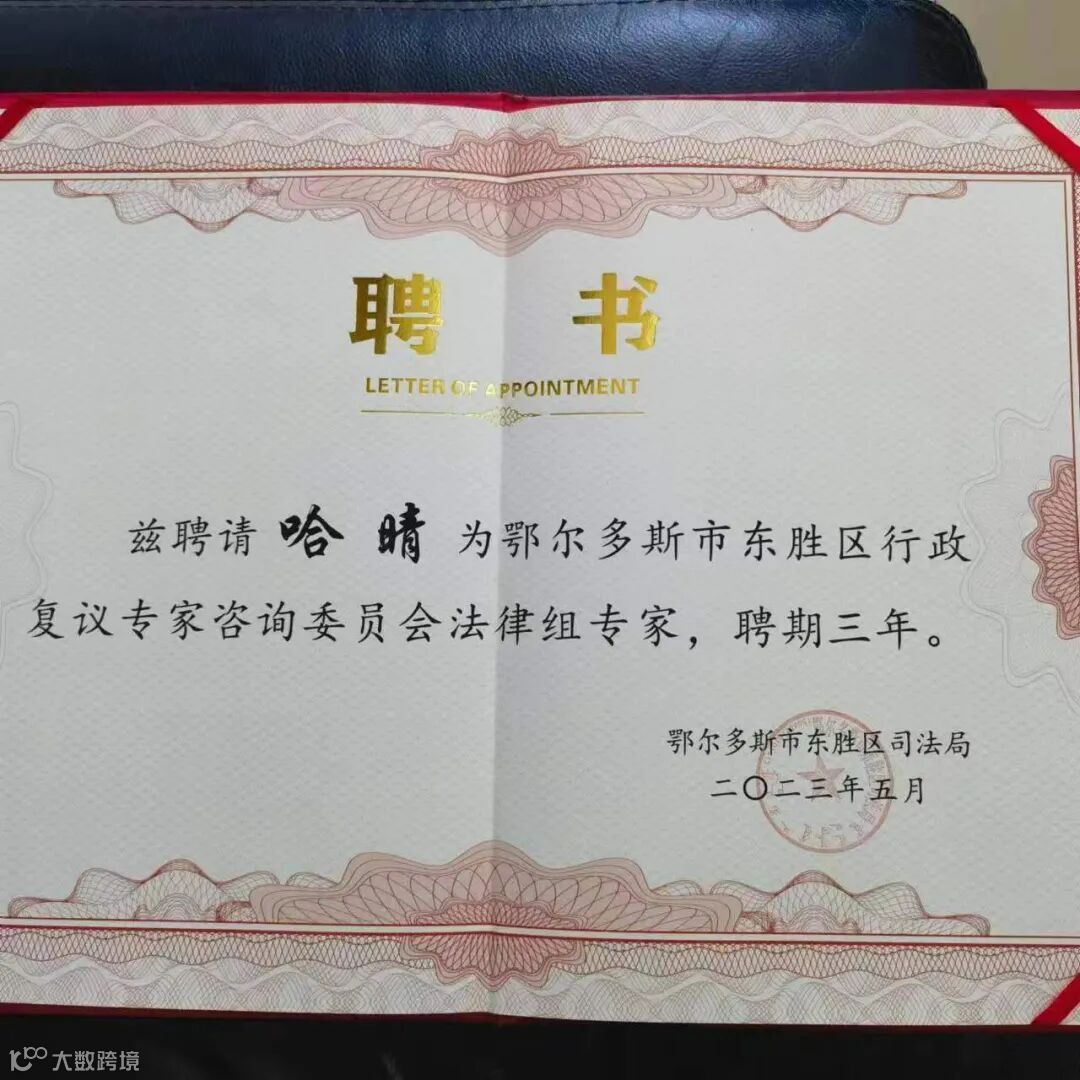 聘 书
LETTER OF APPOINTMENT
兹聘请 哈 晴 为鄂尔多斯市东胜区行政
复议专家咨询委员会法律组专家，聘期三年。
鄂尔多斯市东胜区司法局
二〇二三年五月
大数跨境